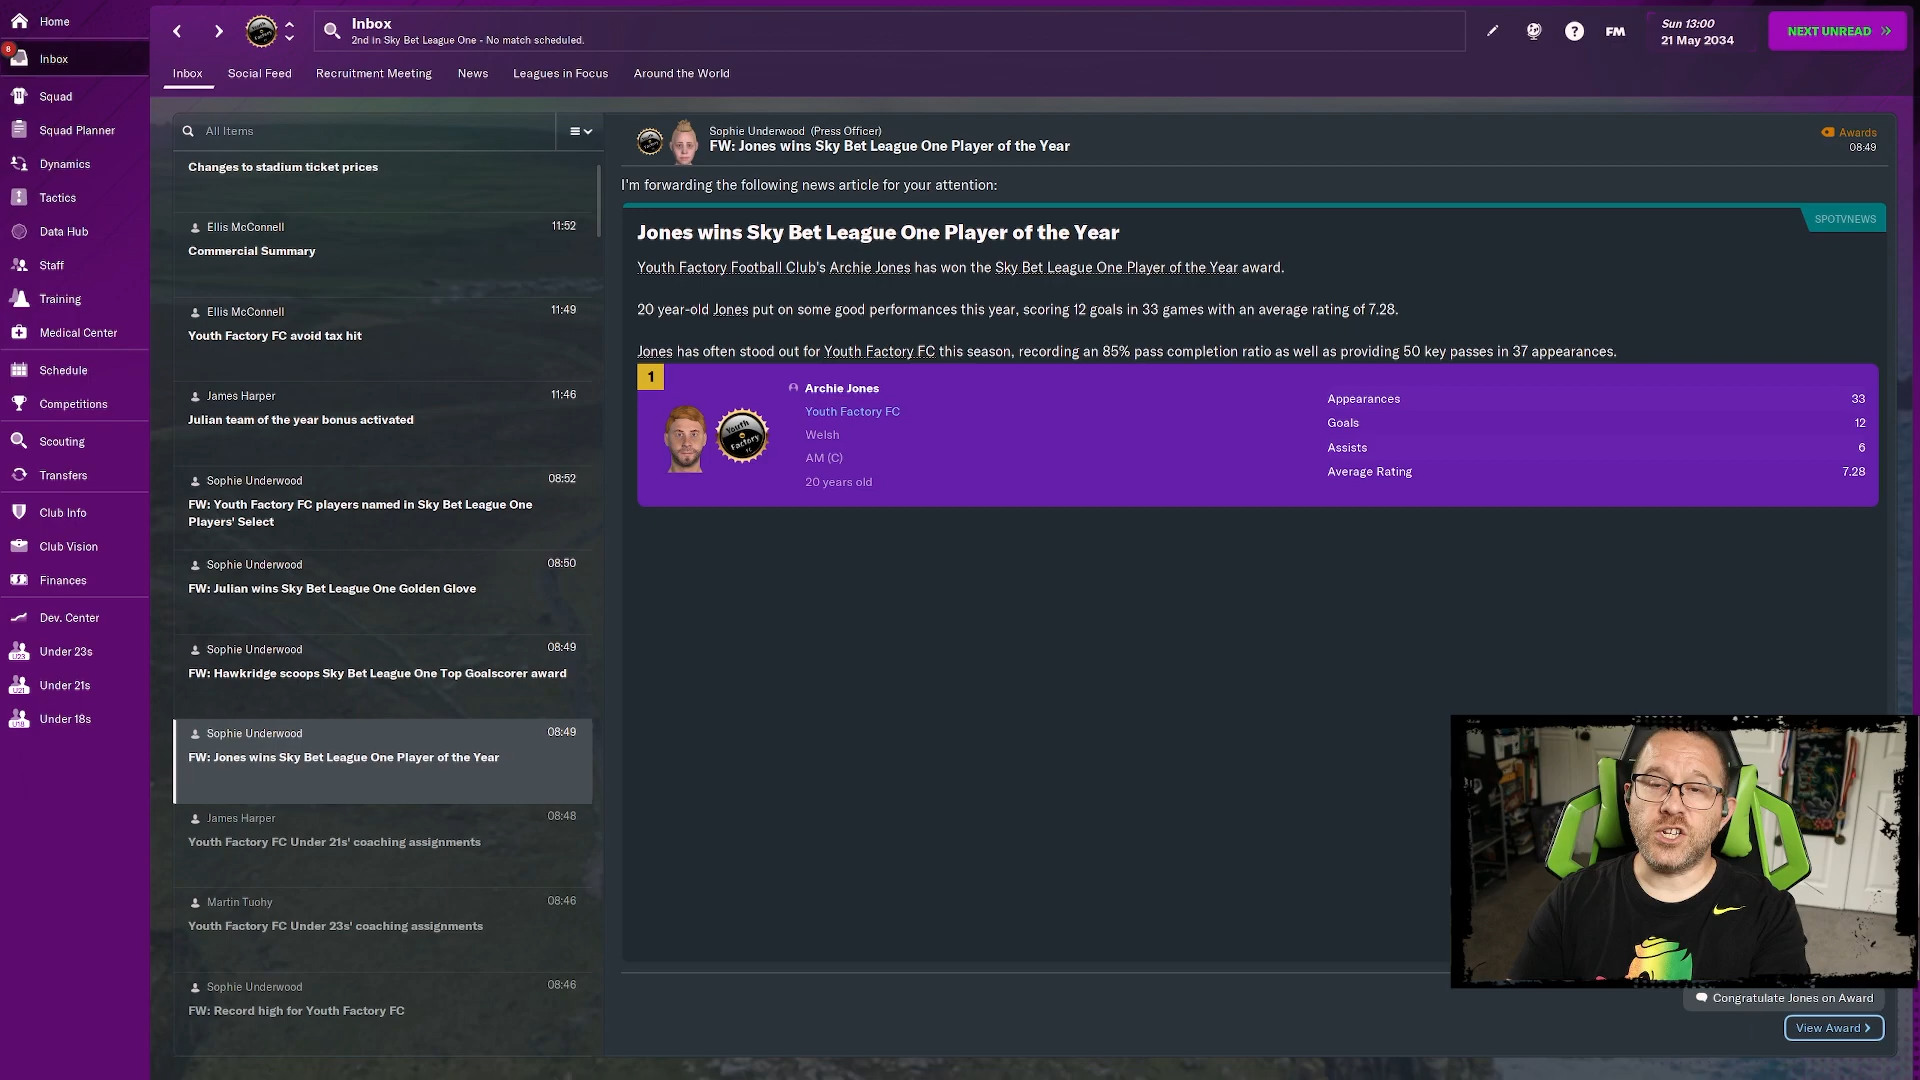 Home
8
Inbox
Squad
Squad Planner
Dynamics
Tactics
Data Hub
Staff
Training
Medical Center
Schedule
Competitions
Scouting
Transfers
Club Info
Club Vision
Finances
Dev. Center
U23
Under 23s
U21
Under 21s
U18
Under 18s
Inbox
2nd in Sky Bet League One - No match scheduled.
FM
Sun 13:00
21 May 2034
NEXT UNREAD
Inbox
Social Feed
Recruitment Meeting
News
Leagues in Focus
Around the World
All Items
Changes to stadium ticket prices
Ellis McConnell 11:52
Commercial Summary
Ellis McConnell 11:49
Youth Factory FC avoid tax hit
James Harper 11:46
Julian team of the year bonus activated
Sophie Underwood 08:52
FW: Youth Factory FC players named in Sky Bet League One
Players' Select
Sophie Underwood 08:50
FW: Julian wins Sky Bet League One Golden Glove
Sophie Underwood 08:49
FW: Hawkridge scoops Sky Bet League One Top Goalscorer award
Sophie Underwood 08:49
FW: Jones wins Sky Bet League One Player of the Year
James Harper 08:48
Youth Factory FC Under 21s' coaching assignments
Martin Tuohy 08:46
Youth Factory FC Under 23s' coaching assignments
Sophie Underwood 08:46
FW: Record high for Youth Factory FC
Sophie Underwood (Press Officer)
FW: Jones wins Sky Bet League One Player of the Year
Awards
08:49
I'm forwarding the following news article for your attention:
SPOTVNEWS
Jones wins Sky Bet League One Player of the Year
Youth Factory Football Club's Archie Jones has won the Sky Bet League One Player of the Year award.
20 year-old Jones put on some good performances this year, scoring 12 goals in 33 games with an average rating of 7.28.
Jones has often stood out for Youth Factory FC this season, recording an 85% pass completion ratio as well as providing 50 key passes in 37 appearances.
1
Youth
Factory
FC
Archie Jones
Youth Factory FC
Welsh
AM (C)
20 years old
Appearances 33
Goals 12
Assists 6
Average Rating 7.28
Congratulate Jones on Award
View Award